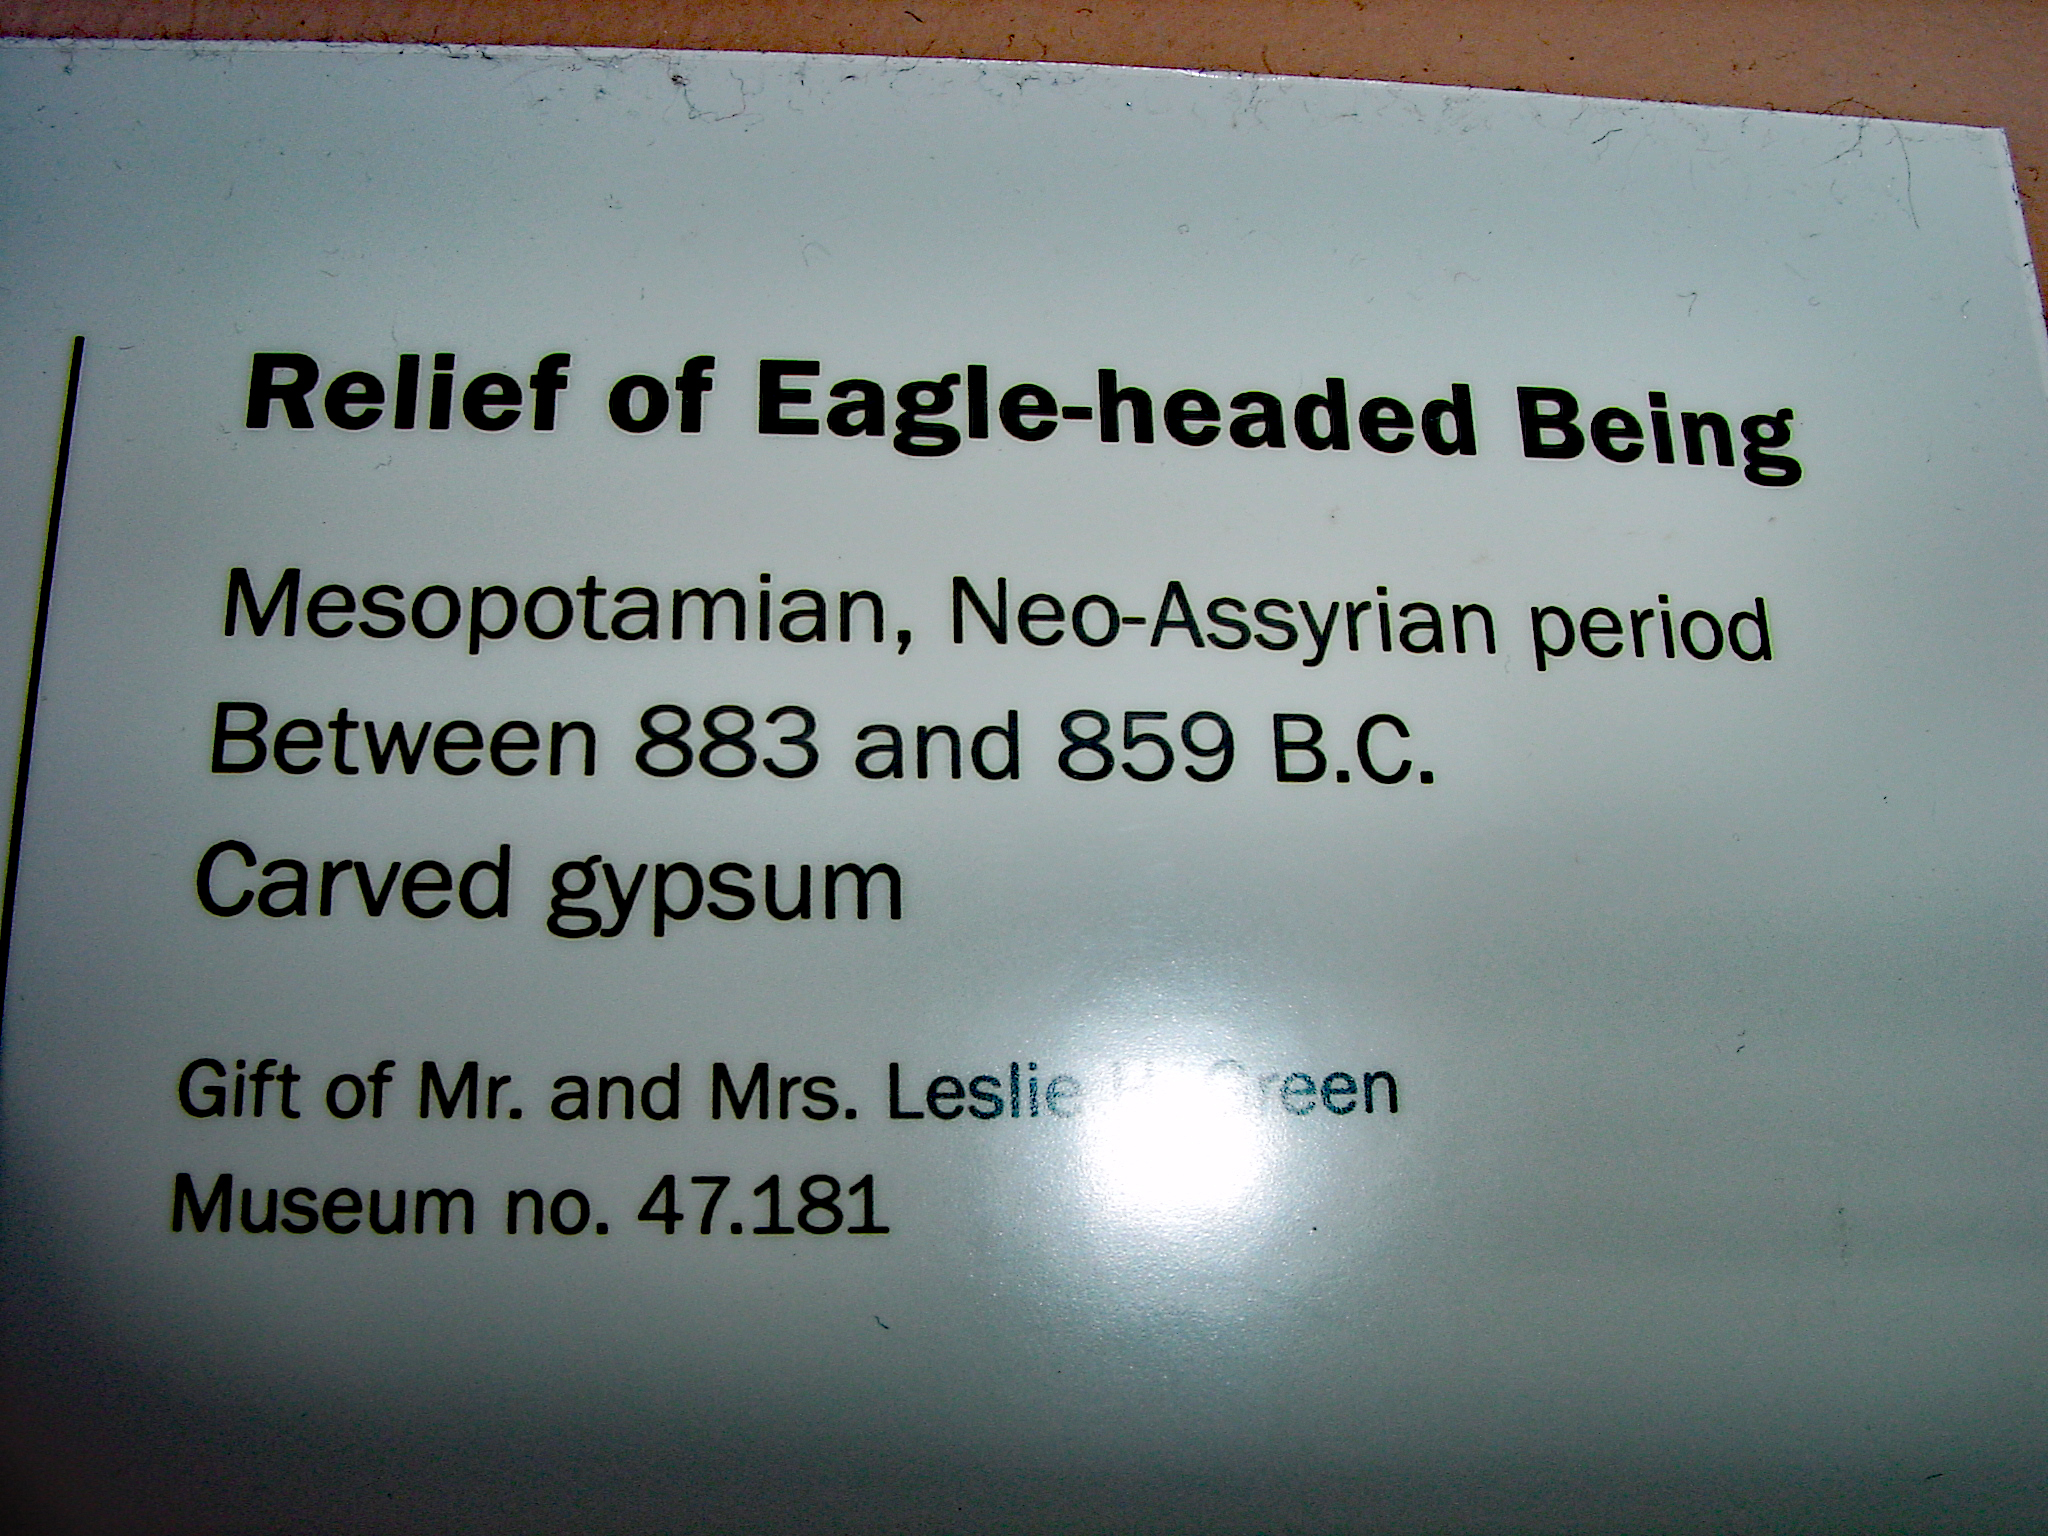 Relief of Eagle-headed Being
Mesopotamian, Neo-Assyrian period
Between 883 and 859 B.C.
Carved gypsum
Gift of Mr. and Mrs. Leslie Green
Museum no. 47.181